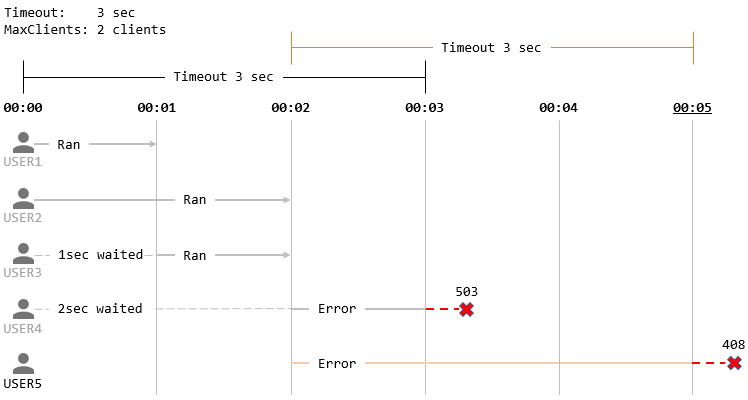 Timeout:    3 sec
MaxClients: 2 clients
Timeout 3 sec
Timeout 3 sec
00:00 00:01 00:02 00:03 00:04 00:05
Ran
USER1
Ran
USER2
1sec waited Ran
USER3
503
2sec waited Error
USER4
408
Error
USER5